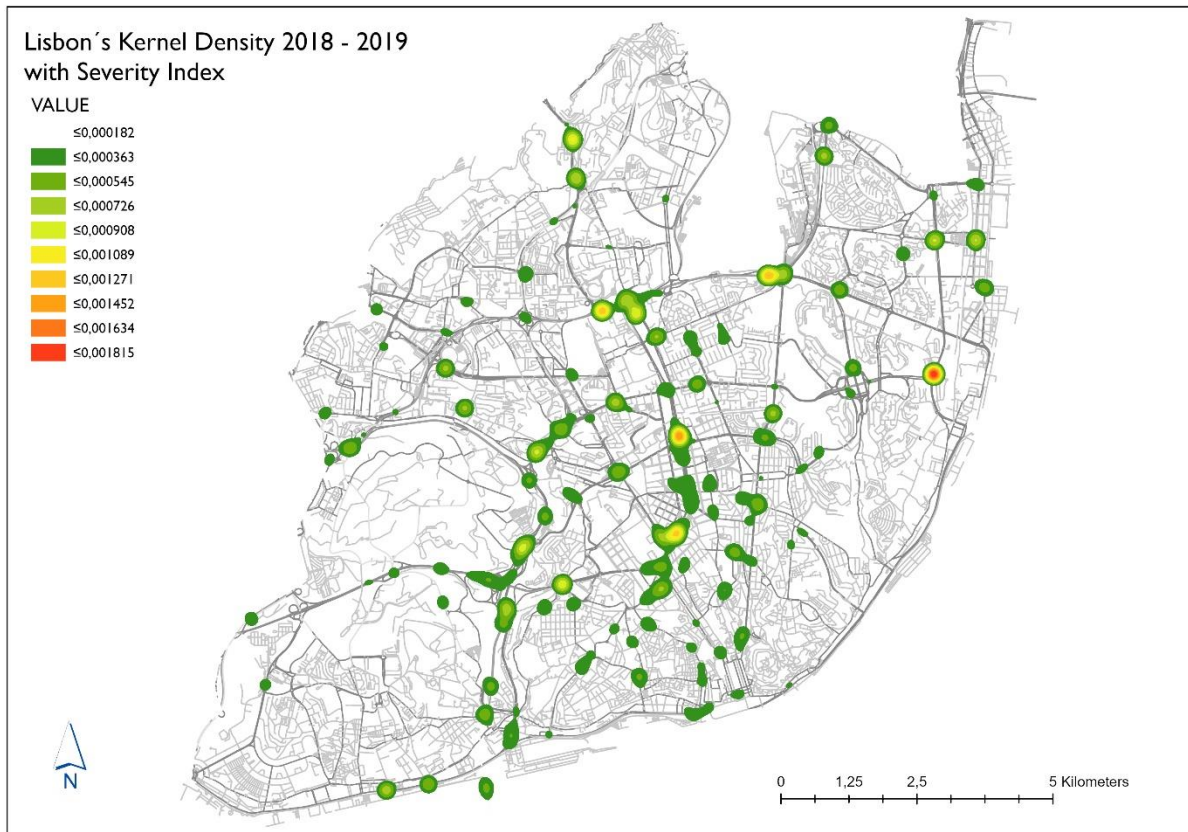 Lisbon´s Kernel Density 2018 - 2019
with Severity Index
VALUE
≤0,000182
≤0,000363
≤0,000545
≤0,000726
≤0,000908
≤0,001089
≤0,001271
≤0,001452
≤0,001634
≤0,001815
N
0 1,25 2,5 5 Kilometers